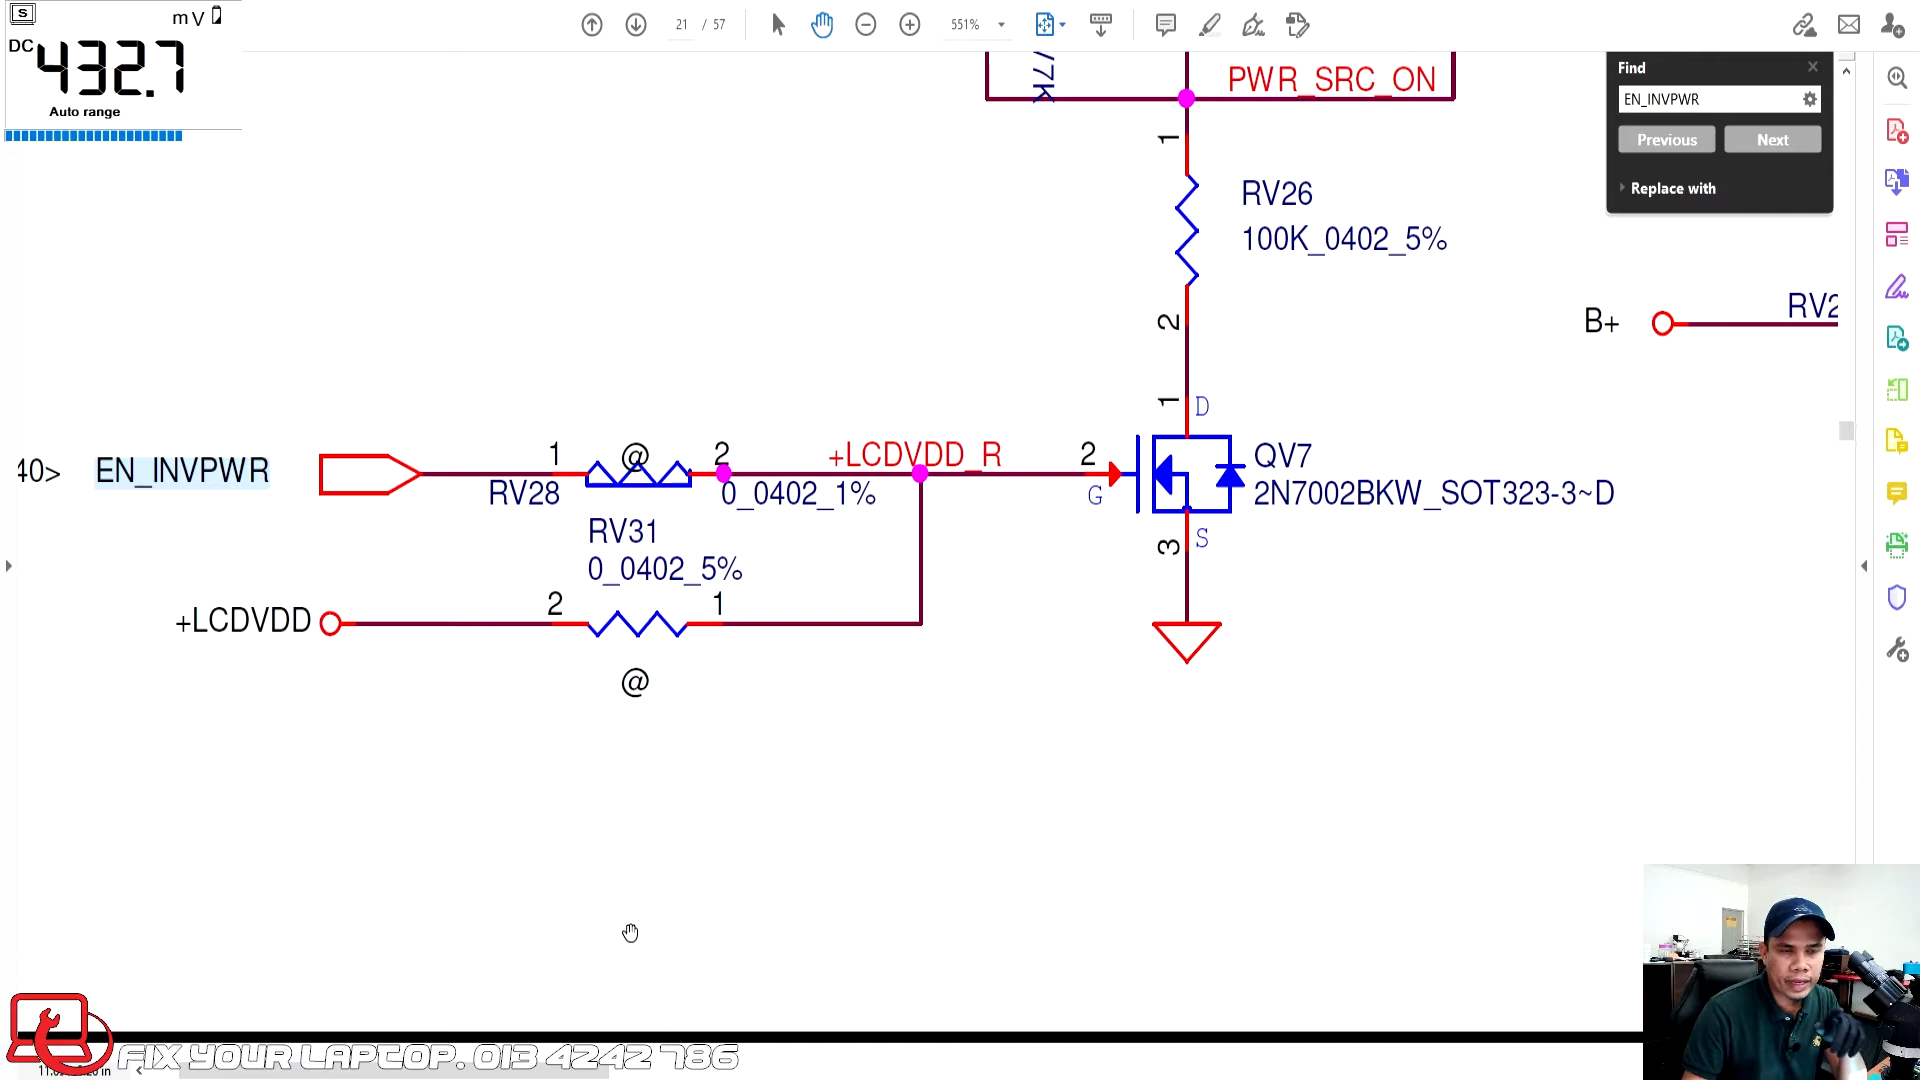 S
mV
DC
432.7
Auto range
21 / 57
551%
Find
EN_INVPWR
Previous
Next
Replace with
PWR_SRC_ON
1
RV26
100K_0402_5%
2
B+
RV2
1
D
40>
EN_INVPWR
1
@
2
+LCDVDD_R
2
QV7
RV28
0_0402_1%
G
2N7002BKW_SOT323-3~D
RV31
3
S
0_0402_5%
2
1
+LCDVDD
@
FIX YOUR LAPTOP. 013 4242 786